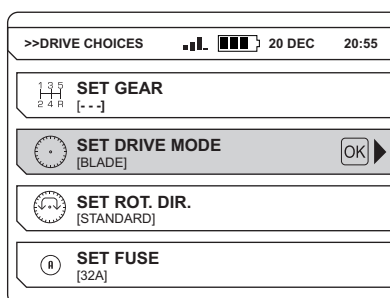 >>DRIVE CHOICES 20 DEC 20:55
1 3 5
2 4 R
SET GEAR
[- - -]
SET DRIVE MODE
[BLADE]
OK
SET ROT. DIR.
[STANDARD]
A
SET FUSE
[32A]